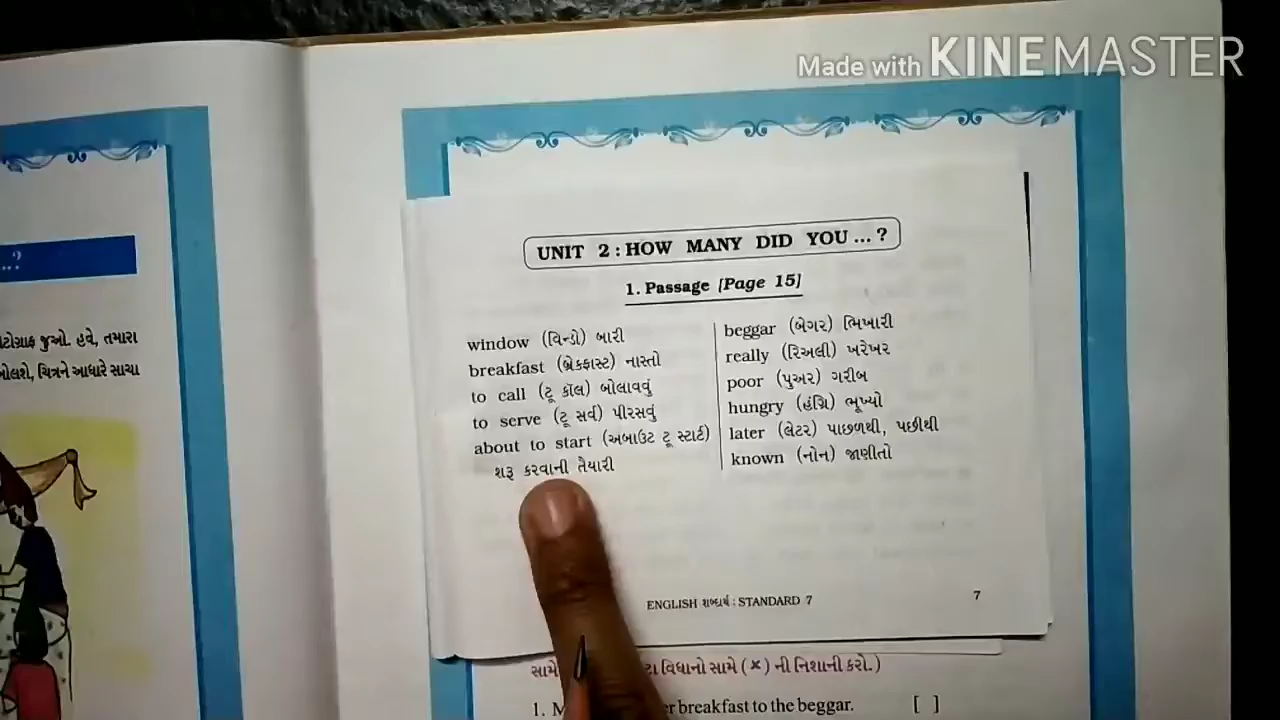 Made with KINEMASTER
...?
ટોગ્રાફ જુઓ. હવે, તમારા
બોલશે, ચિત્રને આધારે સાચા
UNIT 2 : HOW MANY DID YOU ... ?
1. Passage [Page 15]
window (વિન્ડો) બારી
breakfast (બ્રેકફાસ્ટ) નાસ્તો
to call (ટૂ કૉલ) બોલાવવું
to serve (ટૂ સર્વ) પીરસવું
about to start (અબાઉટ ટૂ સ્ટાર્ટ)
શરૂ કરવાની તૈયારી
beggar (બેગર) ભિખારી
really (રિઅલી) ખરેખર
poor (પુઅર) ગરીબ
hungry (હંગ્રિ) ભૂખ્યો
later (લેટર) પાછળથી, પછીથી
known (નોન) જાણીતો
ENGLISH શબ્દાર્થ : STANDARD 7
7
સામે વિધાનો સામે (×) ની નિશાની કરો.)
1. breakfast to the beggar. [ ]